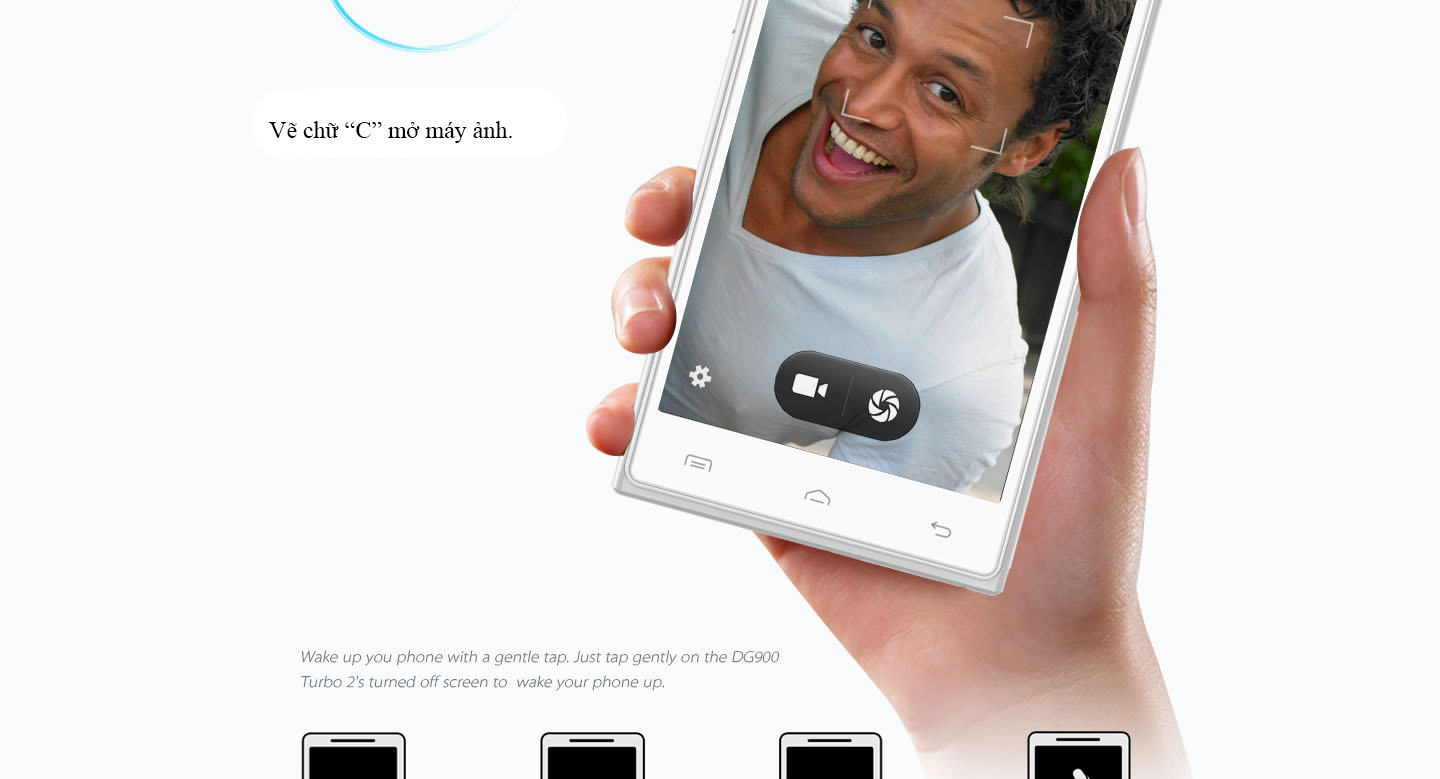 Vẽ chữ “C” mở máy ảnh.
Wake up you phone with a gentle tap. Just tap gently on the DG900
Turbo 2's turned off screen to wake your phone up.